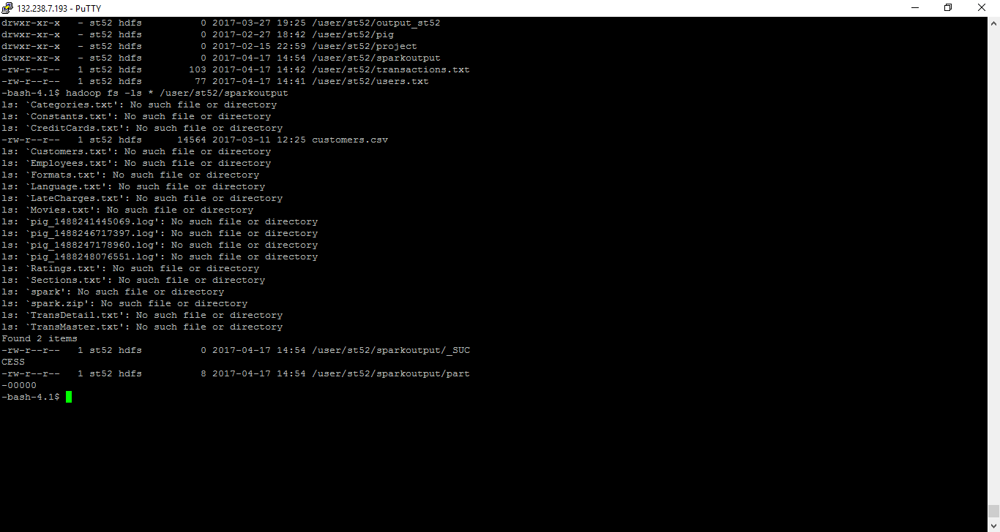 132.238.7.193 - PuTTY
drwxr-xr-x   - st52 hdfs          0 2017-03-27 19:25 /user/st52/output_st52
drwxr-xr-x   - st52 hdfs          0 2017-02-27 18:42 /user/st52/pig
drwxr-xr-x   - st52 hdfs          0 2017-02-15 22:59 /user/st52/project
drwxr-xr-x   - st52 hdfs          0 2017-04-17 14:54 /user/st52/sparkoutput
-rw-r--r--   1 st52 hdfs        103 2017-04-17 14:42 /user/st52/transactions.txt
-rw-r--r--   1 st52 hdfs         77 2017-04-17 14:41 /user/st52/users.txt
-bash-4.1$ hadoop fs -ls * /user/st52/sparkoutput
ls: `Categories.txt': No such file or directory
ls: `Constants.txt': No such file or directory
ls: `CreditCards.txt': No such file or directory
-rw-r--r--   1 st52 hdfs      14564 2017-03-11 12:25 customers.csv
ls: `Customers.txt': No such file or directory
ls: `Employees.txt': No such file or directory
ls: `Formats.txt': No such file or directory
ls: `Language.txt': No such file or directory
ls: `LateCharges.txt': No such file or directory
ls: `Movies.txt': No such file or directory
ls: `pig_1488241445069.log': No such file or directory
ls: `pig_1488246717397.log': No such file or directory
ls: `pig_1488247178960.log': No such file or directory
ls: `pig_1488248076551.log': No such file or directory
ls: `Ratings.txt': No such file or directory
ls: `Sections.txt': No such file or directory
ls: `spark': No such file or directory
ls: `spark.zip': No such file or directory
ls: `TransDetail.txt': No such file or directory
ls: `TransMaster.txt': No such file or directory
Found 2 items
-rw-r--r--   1 st52 hdfs          0 2017-04-17 14:54 /user/st52/sparkoutput/_SUC
CESS
-rw-r--r--   1 st52 hdfs          8 2017-04-17 14:54 /user/st52/sparkoutput/part
-00000
-bash-4.1$